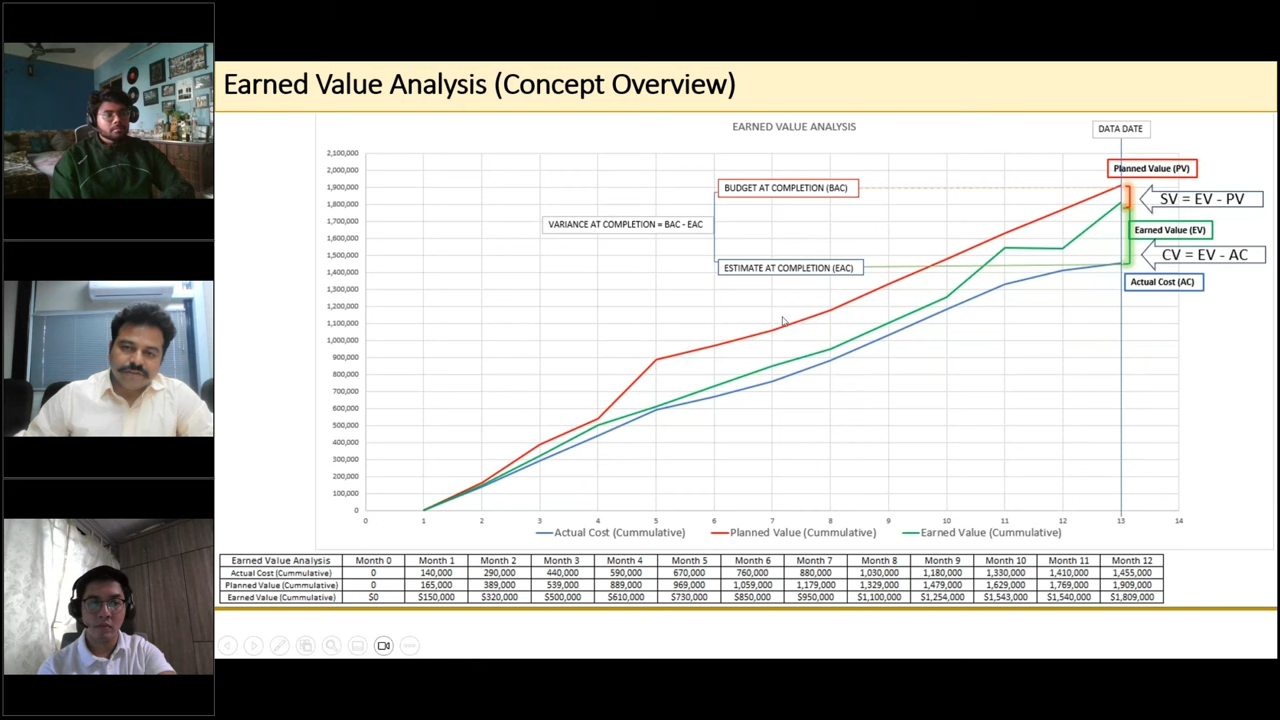 Earned Value Analysis (Concept Overview)
EARNED VALUE ANALYSIS
DATA DATE
2,100,000
2,000,000
1,900,000
1,800,000
1,700,000
1,600,000
1,500,000
1,400,000
1,300,000
1,200,000
1,100,000
1,000,000
900,000
800,000
700,000
600,000
500,000
400,000
300,000
200,000
100,000
0
Planned Value (PV)
BUDGET AT COMPLETION (BAC)
SV = EV - PV
VARIANCE AT COMPLETION = BAC - EAC
Earned Value (EV)
CV = EV - AC
ESTIMATE AT COMPLETION (EAC)
Actual Cost (AC)
0 1 2 3 4 5 6 7 8 9 10 11 12 13 14
Actual Cost (Cummulative) Planned Value (Cummulative) Earned Value (Cummulative)
Earned Value Analysis Month 0 Month 1 Month 2 Month 3 Month 4 Month 5 Month 6 Month 7 Month 8 Month 9 Month 10 Month 11 Month 12
Actual Cost (Cummulative) 0 140,000 290,000 440,000 590,000 670,000 760,000 880,000 1,030,000 1,180,000 1,330,000 1,410,000 1,455,000
Planned Value (Cummulative) 0 165,000 389,000 539,000 889,000 969,000 1,059,000 1,179,000 1,329,000 1,479,000 1,629,000 1,769,000 1,909,000
Earned Value (Cummulative) $0 $150,000 $320,000 $500,000 $610,000 $730,000 $850,000 $950,000 $1,100,000 $1,254,000 $1,543,000 $1,540,000 $1,809,000